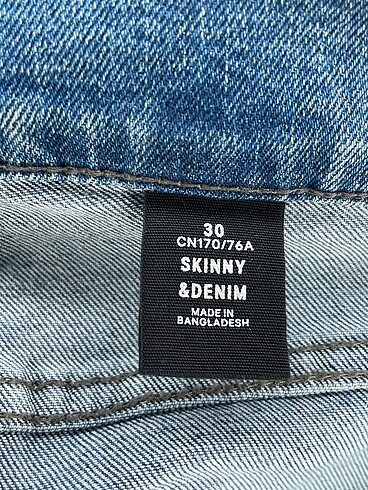 30
CN170/76A
SKINNY
&DENIM
MADE IN
BANGLADESH